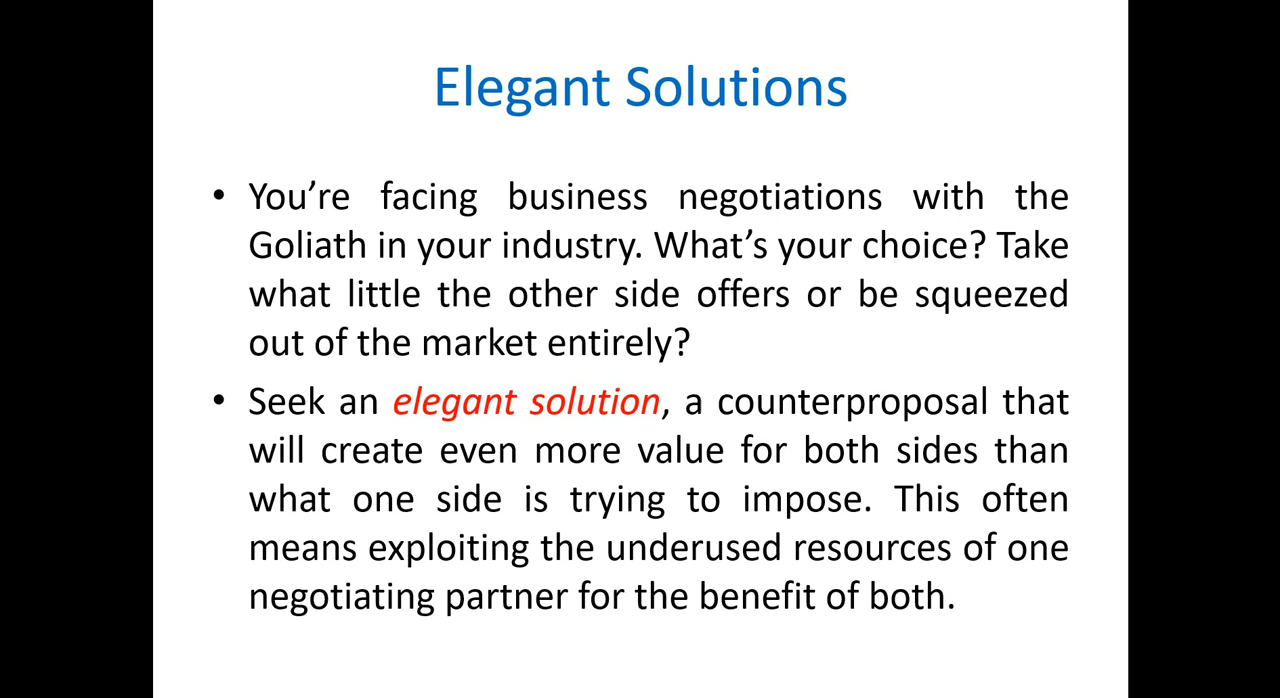 Elegant Solutions
• You’re facing business negotiations with the
Goliath in your industry. What’s your choice? Take
what little the other side offers or be squeezed
out of the market entirely?
• Seek an elegant solution, a counterproposal that
will create even more value for both sides than
what one side is trying to impose. This often
means exploiting the underused resources of one
negotiating partner for the benefit of both.